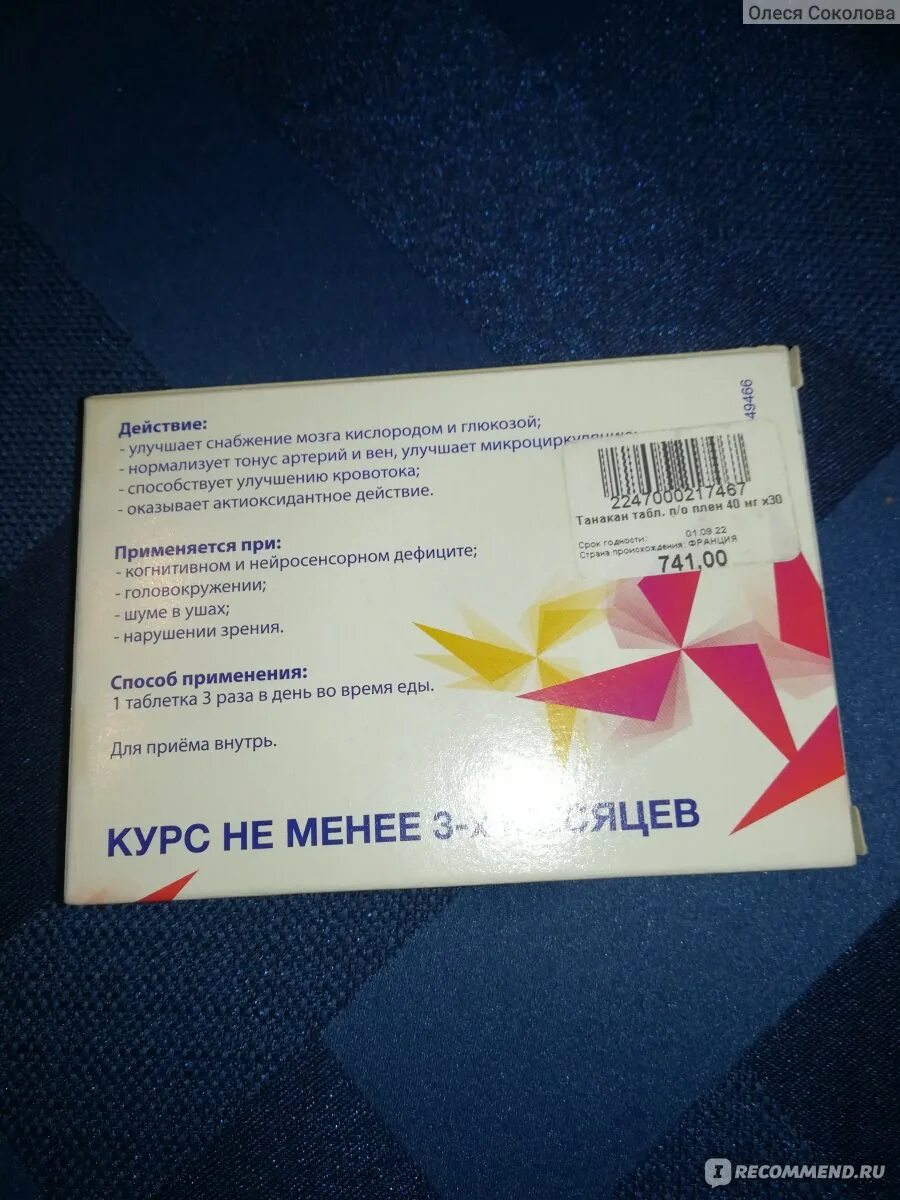 Олеся Соколова
49466
Действие:
- улучшает снабжение мозга кислородом и глюкозой;
- нормализует тонус артерий и вен, улучшает микроциркуляцию;
- способствует улучшению кровотока;
- оказывает актиоксидантное действие.
2247000217467
Танакан табл. п/о плен 40 мг x30
Срок годности: 01.09.22
Страна происхождения: ФРАНЦИЯ
741,00
Применяется при:
- когнитивном и нейросенсорном дефиците;
- головокружении;
- шуме в ушах;
- нарушении зрения.
Способ применения:
1 таблетка 3 раза в день во время еды.
Для приёма внутрь.
КУРС НЕ МЕНЕЕ 3-Х МЕСЯЦЕВ
IRECOMMEND.RU